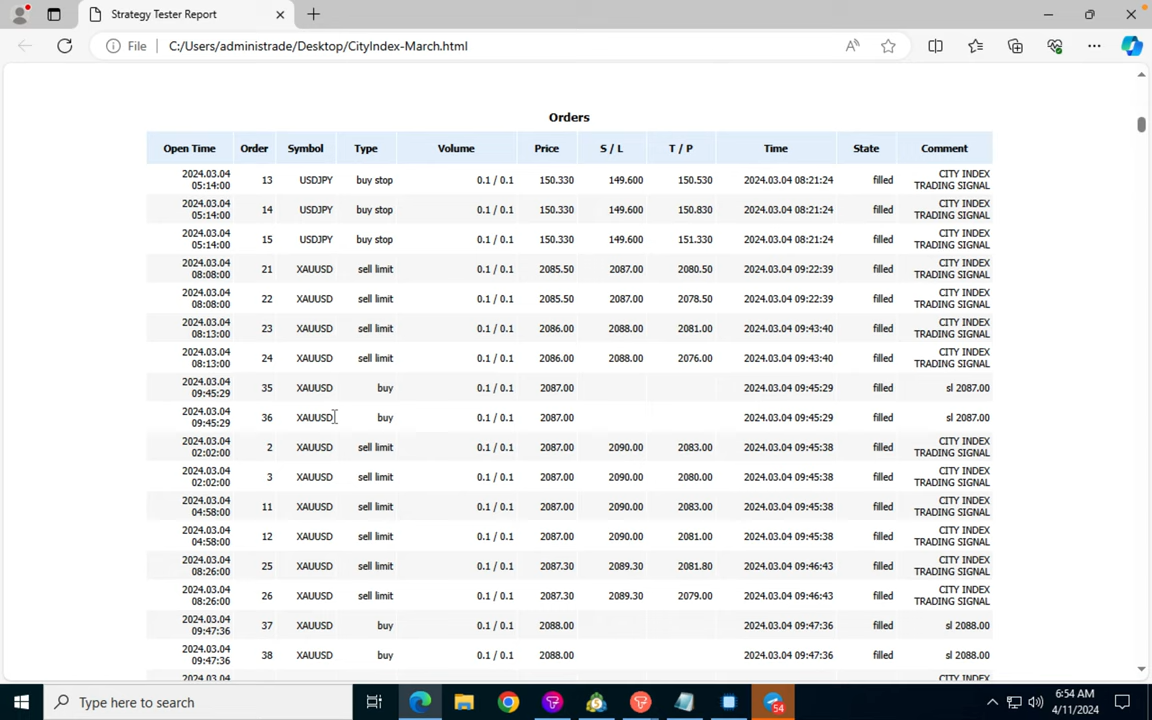 Strategy Tester Report
File C:/Users/administrade/Desktop/CityIndex-March.html
Orders
Open Time Order Symbol Type Volume Price S / L T / P Time State Comment
2024.03.04 05:14:00 13 USDJPY buy stop 0.1 / 0.1 150.330 149.600 150.530 2024.03.04 08:21:24 filled CITY INDEX TRADING SIGNAL
2024.03.04 05:14:00 14 USDJPY buy stop 0.1 / 0.1 150.330 149.600 150.830 2024.03.04 08:21:24 filled CITY INDEX TRADING SIGNAL
2024.03.04 05:14:00 15 USDJPY buy stop 0.1 / 0.1 150.330 149.600 151.330 2024.03.04 08:21:24 filled CITY INDEX TRADING SIGNAL
2024.03.04 08:08:00 21 XAUUSD sell limit 0.1 / 0.1 2085.50 2087.00 2080.50 2024.03.04 09:22:39 filled CITY INDEX TRADING SIGNAL
2024.03.04 08:08:00 22 XAUUSD sell limit 0.1 / 0.1 2085.50 2087.00 2078.50 2024.03.04 09:22:39 filled CITY INDEX TRADING SIGNAL
2024.03.04 08:13:00 23 XAUUSD sell limit 0.1 / 0.1 2086.00 2088.00 2081.00 2024.03.04 09:43:40 filled CITY INDEX TRADING SIGNAL
2024.03.04 08:13:00 24 XAUUSD sell limit 0.1 / 0.1 2086.00 2088.00 2076.00 2024.03.04 09:43:40 filled CITY INDEX TRADING SIGNAL
2024.03.04 09:45:29 35 XAUUSD buy 0.1 / 0.1 2087.00 2024.03.04 09:45:29 filled sl 2087.00
2024.03.04 09:45:29 36 XAUUSD buy 0.1 / 0.1 2087.00 2024.03.04 09:45:29 filled sl 2087.00
2024.03.04 02:02:00 2 XAUUSD sell limit 0.1 / 0.1 2087.00 2090.00 2083.00 2024.03.04 09:45:38 filled CITY INDEX TRADING SIGNAL
2024.03.04 02:02:00 3 XAUUSD sell limit 0.1 / 0.1 2087.00 2090.00 2080.00 2024.03.04 09:45:38 filled CITY INDEX TRADING SIGNAL
2024.03.04 04:58:00 11 XAUUSD sell limit 0.1 / 0.1 2087.00 2090.00 2083.00 2024.03.04 09:45:38 filled CITY INDEX TRADING SIGNAL
2024.03.04 04:58:00 12 XAUUSD sell limit 0.1 / 0.1 2087.00 2090.00 2081.00 2024.03.04 09:45:38 filled CITY INDEX TRADING SIGNAL
2024.03.04 08:26:00 25 XAUUSD sell limit 0.1 / 0.1 2087.30 2089.30 2081.80 2024.03.04 09:46:43 filled CITY INDEX TRADING SIGNAL
2024.03.04 08:26:00 26 XAUUSD sell limit 0.1 / 0.1 2087.30 2089.30 2079.00 2024.03.04 09:46:43 filled CITY INDEX TRADING SIGNAL
2024.03.04 09:47:36 37 XAUUSD buy 0.1 / 0.1 2088.00 2024.03.04 09:47:36 filled sl 2088.00
2024.03.04 09:47:36 38 XAUUSD buy 0.1 / 0.1 2088.00 2024.03.04 09:47:36 filled sl 2088.00
Type here to search
54
6:54 AM
4/11/2024